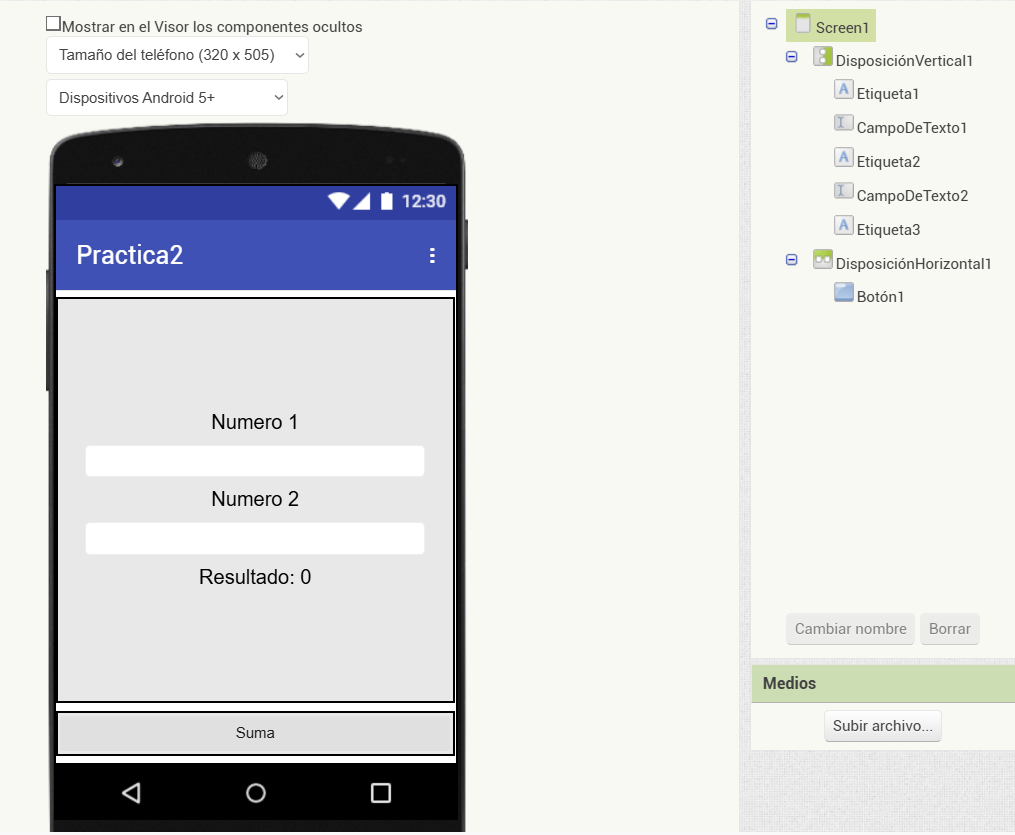 Mostrar en el Visor los componentes ocultos
Tamaño del teléfono (320 x 505)
Dispositivos Android 5+
12:30
Practica2
Numero 1
Numero 2
Resultado: 0
Suma
Screen1
DisposiciónVertical1
A Etiqueta1
CampoDeTexto1
A Etiqueta2
CampoDeTexto2
A Etiqueta3
DisposiciónHorizontal1
Botón1
Cambiar nombre
Borrar
Medios
Subir archivo...